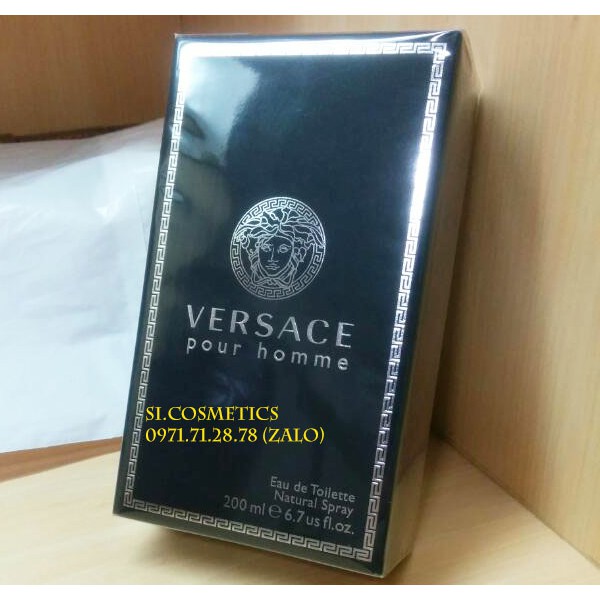 VERSACE
pour homme
SI.COSMETICS
0971.71.28.78 (ZALO)
Eau de Toilette
Natural Spray
200 ml ℮ 6.7 us fl.oz.